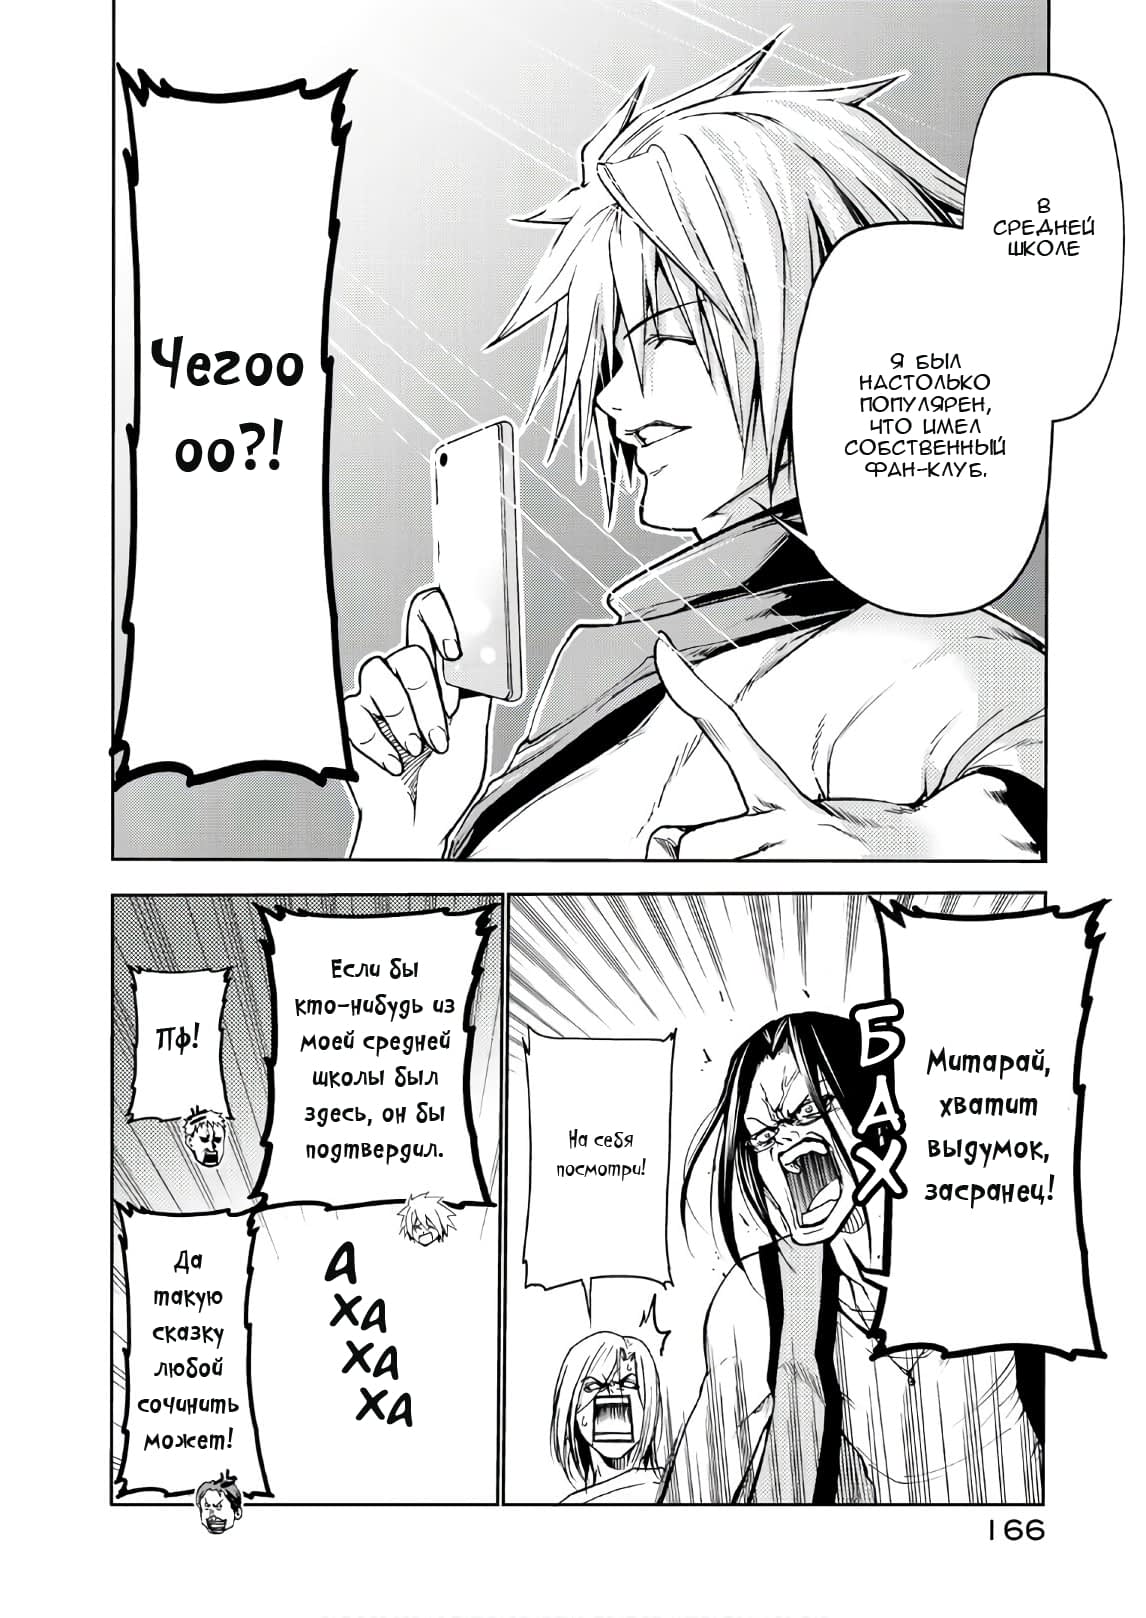 В
СРЕДНЕЙ
ШКОЛЕ
Я БЫЛ
НАСТОЛЬКО
ПОПУЛЯРЕН,
ЧТО ИМЕЛ
СОБСТВЕННЫЙ
ФАН-КЛУБ.
Чегоо
оо?!
Митарай,
хватит
выдумок,
засранец!
БАХ
На себя
посмотри!
Если бы
кто-нибудь из
моей средней
школы был
здесь, он бы
подтвердил.
Пф!
А
ХА
ХА
ХА
Да
такую
сказку
любой
сочинить
может!
166